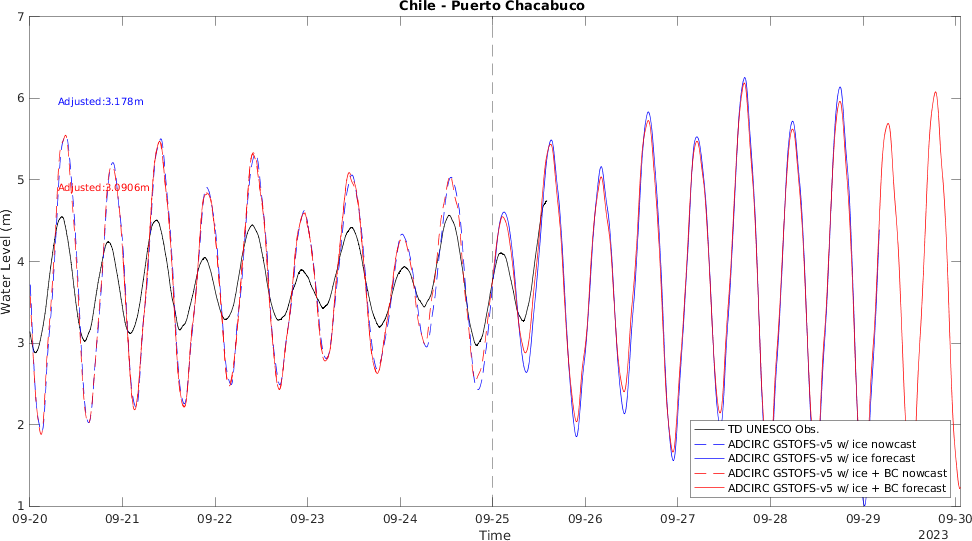 Chile - Puerto Chacabuco
7
6
5
4
3
2
1
Water Level (m)
Adjusted:3.178m
Adjusted:3.0906m
TD UNESCO Obs.
ADCIRC GSTOFS-v5 w/ ice nowcast
ADCIRC GSTOFS-v5 w/ ice forecast
ADCIRC GSTOFS-v5 w/ ice + BC nowcast
ADCIRC GSTOFS-v5 w/ ice + BC forecast
09-20 09-21 09-22 09-23 09-24 09-25 09-26 09-27 09-28 09-29 09-30
Time
2023